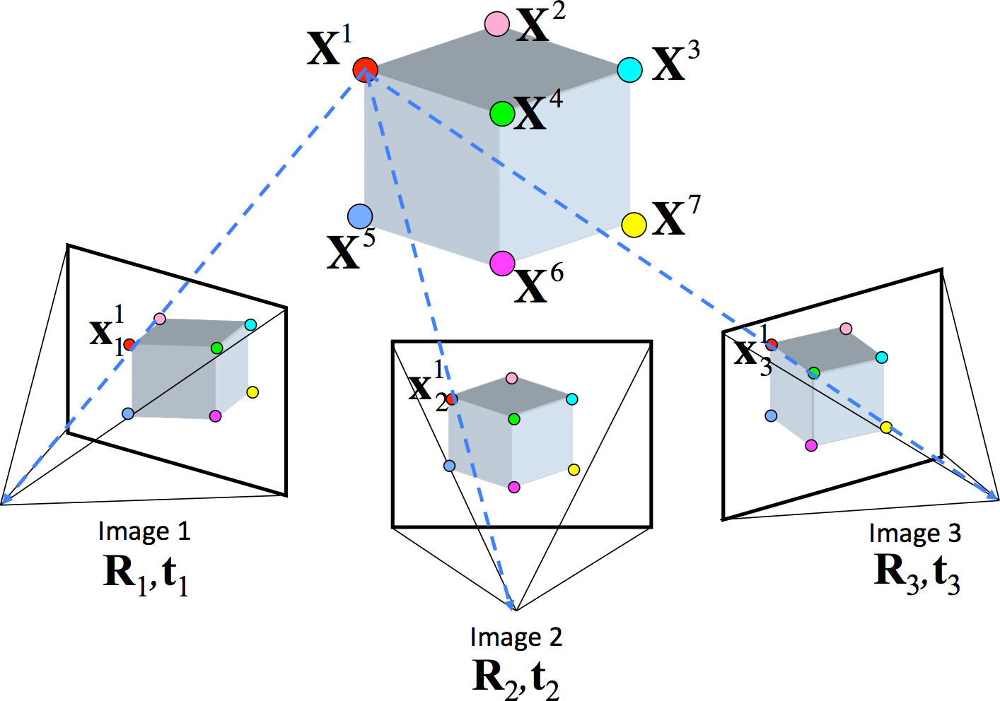 X²
X¹
X³
X⁴
X⁷
X⁵
X⁶
x₁¹
x₂¹
x₃¹
Image 1
R₁,t₁
Image 3
R₃,t₃
Image 2
R₂,t₂